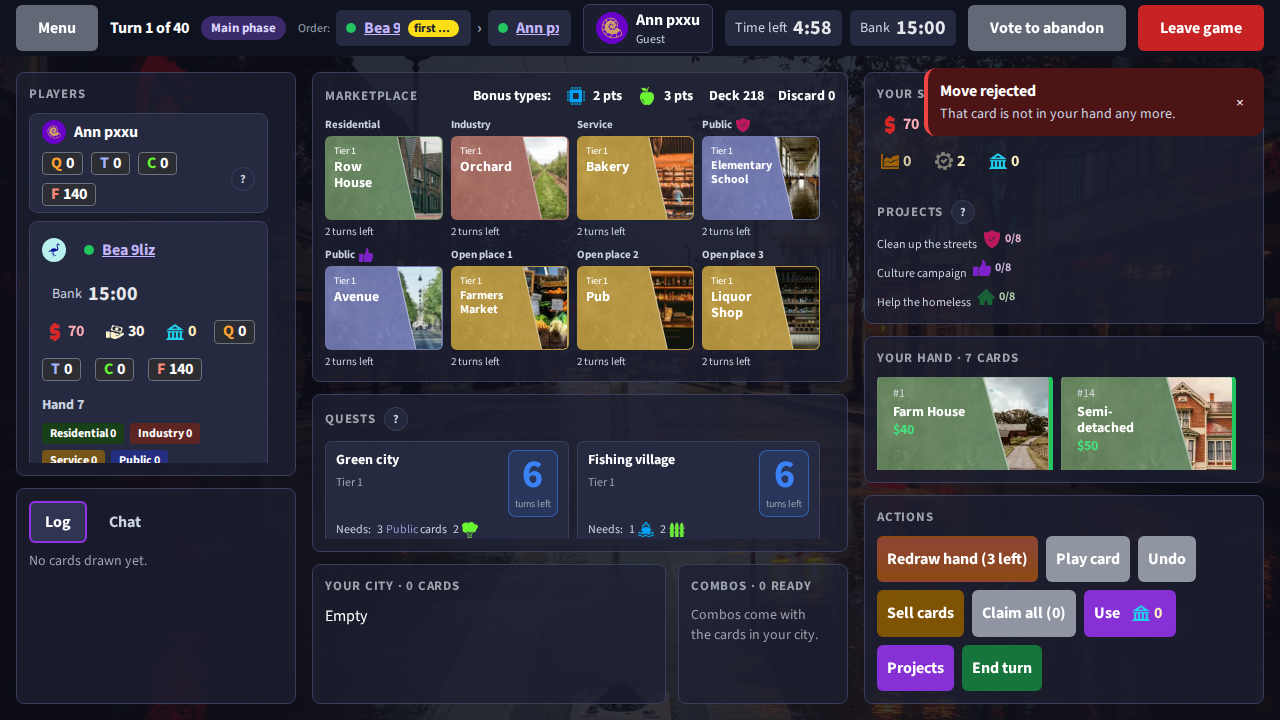 Menu
Turn 1 of 40
Main phase
Order:
Bea 9
first ...
›
Ann
Ann pxxu
Guest
Time left 4:58
Bank 15:00
Vote to abandon
Leave game
PLAYERS
Ann pxxu
Q 0
T 0
C 0
F 140
?
Bea 9liz
Bank 15:00
70
30
0
Q 0
T 0
C 0
F 140
Hand 7
Residential 0
Industry 0
Service 0
Public 0
Log
Chat
No cards drawn yet.
MARKETPLACE
Bonus types:
2 pts
3 pts
Deck 218
Discard 0
Residential
Industry
Service
Public
Tier 1
Row House
Tier 1
Orchard
Tier 1
Bakery
Tier 1
Elementary School
2 turns left
2 turns left
2 turns left
2 turns left
Public
Open place 1
Open place 2
Open place 3
Tier 1
Avenue
Tier 1
Farmers Market
Tier 1
Pub
Tier 1
Liquor Shop
2 turns left
2 turns left
2 turns left
2 turns left
QUESTS
?
Green city
Tier 1
6
turns left
Needs: 3 Public cards 2
Fishing village
Tier 1
6
turns left
Needs: 1 2
YOUR CITY · 0 CARDS
Empty
COMBOS · 0 READY
Combos come with
the cards in your city.
YOUR S
Move rejected
That card is not in your hand any more.
×
70
0
2
0
PROJECTS
?
Clean up the streets 0/8
Culture campaign 0/8
Help the homeless 0/8
YOUR HAND · 7 CARDS
#1
Farm House
$40
#14
Semi-
detached
$50
ACTIONS
Redraw hand (3 left)
Play card
Undo
Sell cards
Claim all (0)
Use 0
Projects
End turn